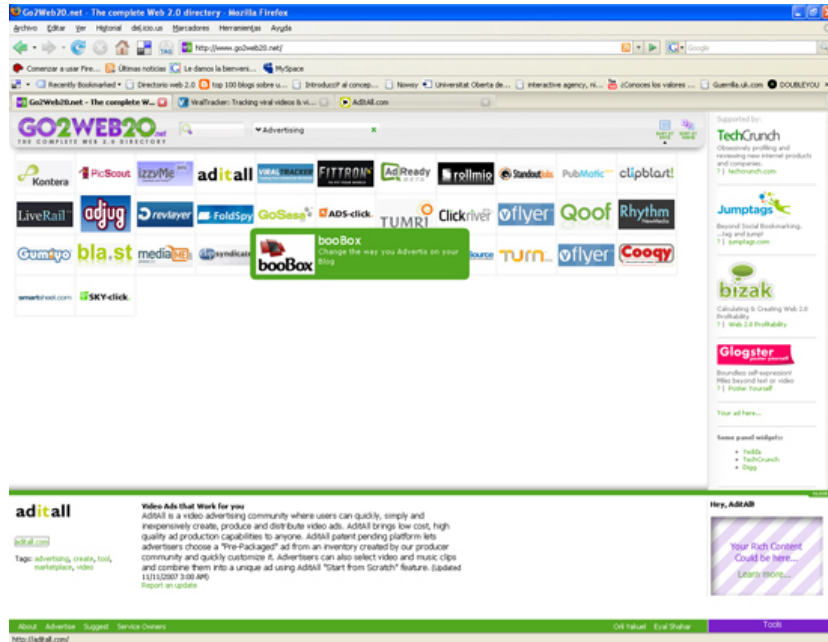 Go2Web20.net - The complete Web 2.0 directory - Mozilla Firefox
Archivo Editar Ver Historial del.icio.us Marcadores Herramientas Ayuda
http://www.go2web20.net/
Google
Comenzar a usar Fire... Últimas noticias Le damos la bienveni... MySpace
Recently Bookmarked Directorio web 2.0 top 100 blogs sobre u... Universitat Oberta de... interactive agency, ni... ¿Conoces los valores ... Guerrilla.uk.com DOUBLEYOU
Go2Web20.net - The complete W... ViralTracker: Tracking viral videos & vi... AditAll.com
GO2WEB20.net
THE COMPLETE WEB 2.0 DIRECTORY
Advertising x
Kontera PicScout izzyMe aditall VIRALTRACKER FITTRON AdReady rollmio Standoutjobs PubMatic clipblast!
LiveRail adjug revlayer FoldSpy ADS-click. TUMRI Clickriver vflyer Qoof Rhythm
NewMedia
Gumiyo bla.st syndicate source TURN vflyer Cooqy
booBox
booBox
Change the way you Advertis on your
Blog
smartsheet.com SKY-click.
Supported by:
TechCrunch
Obsessively profiling and
reviewing new internet products
and companies.
? | techcrunch.com
Jumptags
Beyond Social Bookmarking.
...Tag and Jump!
? | jumptags.com
bizak
Calculating & Creating Web 2.0
Profitability
? | Web 2.0 Profitability
Glogster
poster yourself
Boundless self-expression!
Miles beyond text or video
? | Poster Yourself
Your ad here...
Some panel widgets:
Yedda
TechCrunch
Digg
aditall
aditall.com
Tags: advertising, create, tool,
marketplace, video
Video Ads that Work for you
AditAll is a video advertising community where users can quickly, simply and
inexpensively create, produce and distribute video ads. AditAll brings low cost, high
quality ad production capabilities to anyone. AditAll patent pending platform lets
advertisers choose a "Pre-Packaged" ad from an inventory created by our producer
community and quickly customize it. Advertisers can also select video and music clips
and combine them into a unique ad using AditAll "Start from Scratch" feature. (Updated
11/11/2007 3:00 AM)
Report an update
Hey, AditAll!
Your Rich Content
Could be here...
Learn more...
About Advertise Suggest Service Owners
Orli Yakuel Eyal Shahar
Tools
http://aditall.com/